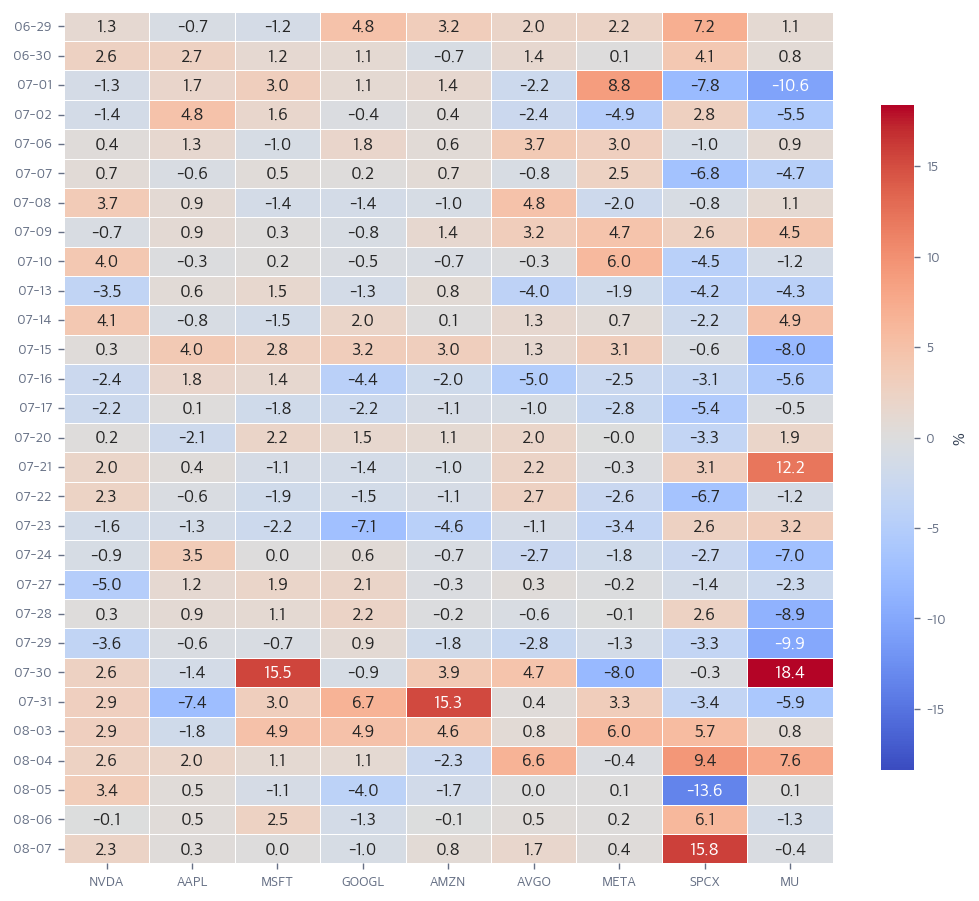 06-29 1.3 -0.7 -1.2 4.8 3.2 2.0 2.2 7.2 1.1
06-30 2.6 2.7 1.2 1.1 -0.7 1.4 0.1 4.1 0.8
07-01 -1.3 1.7 3.0 1.1 1.4 -2.2 8.8 -7.8 -10.6
07-02 -1.4 4.8 1.6 -0.4 0.4 -2.4 -4.9 2.8 -5.5
07-06 0.4 1.3 -1.0 1.8 0.6 3.7 3.0 -1.0 0.9
07-07 0.7 -0.6 0.5 0.2 0.7 -0.8 2.5 -6.8 -4.7
07-08 3.7 0.9 -1.4 -1.4 -1.0 4.8 -2.0 -0.8 1.1
07-09 -0.7 0.9 0.3 -0.8 1.4 3.2 4.7 2.6 4.5
07-10 4.0 -0.3 0.2 -0.5 -0.7 -0.3 6.0 -4.5 -1.2
07-13 -3.5 0.6 1.5 -1.3 0.8 -4.0 -1.9 -4.2 -4.3
07-14 4.1 -0.8 -1.5 2.0 0.1 1.3 0.7 -2.2 4.9
07-15 0.3 4.0 2.8 3.2 3.0 1.3 3.1 -0.6 -8.0
07-16 -2.4 1.8 1.4 -4.4 -2.0 -5.0 -2.5 -3.1 -5.6
07-17 -2.2 0.1 -1.8 -2.2 -1.1 -1.0 -2.8 -5.4 -0.5
07-20 0.2 -2.1 2.2 1.5 1.1 2.0 -0.0 -3.3 1.9
07-21 2.0 0.4 -1.1 -1.4 -1.0 2.2 -0.3 3.1 12.2
07-22 2.3 -0.6 -1.9 -1.5 -1.1 2.7 -2.6 -6.7 -1.2
07-23 -1.6 -1.3 -2.2 -7.1 -4.6 -1.1 -3.4 2.6 3.2
07-24 -0.9 3.5 0.0 0.6 -0.7 -2.7 -1.8 -2.7 -7.0
07-27 -5.0 1.2 1.9 2.1 -0.3 0.3 -0.2 -1.4 -2.3
07-28 0.3 0.9 1.1 2.2 -0.2 -0.6 -0.1 2.6 -8.9
07-29 -3.6 -0.6 -0.7 0.9 -1.8 -2.8 -1.3 -3.3 -9.9
07-30 2.6 -1.4 15.5 -0.9 3.9 4.7 -8.0 -0.3 18.4
07-31 2.9 -7.4 3.0 6.7 15.3 0.4 3.3 -3.4 -5.9
08-03 2.9 -1.8 4.9 4.9 4.6 0.8 6.0 5.7 0.8
08-04 2.6 2.0 1.1 1.1 -2.3 6.6 -0.4 9.4 7.6
08-05 3.4 0.5 -1.1 -4.0 -1.7 0.0 0.1 -13.6 0.1
08-06 -0.1 0.5 2.5 -1.3 -0.1 0.5 0.2 6.1 -1.3
08-07 2.3 0.3 0.0 -1.0 0.8 1.7 0.4 15.8 -0.4
NVDA AAPL MSFT GOOGL AMZN AVGO META SPCX MU
15
10
5
0
-5
-10
-15
%